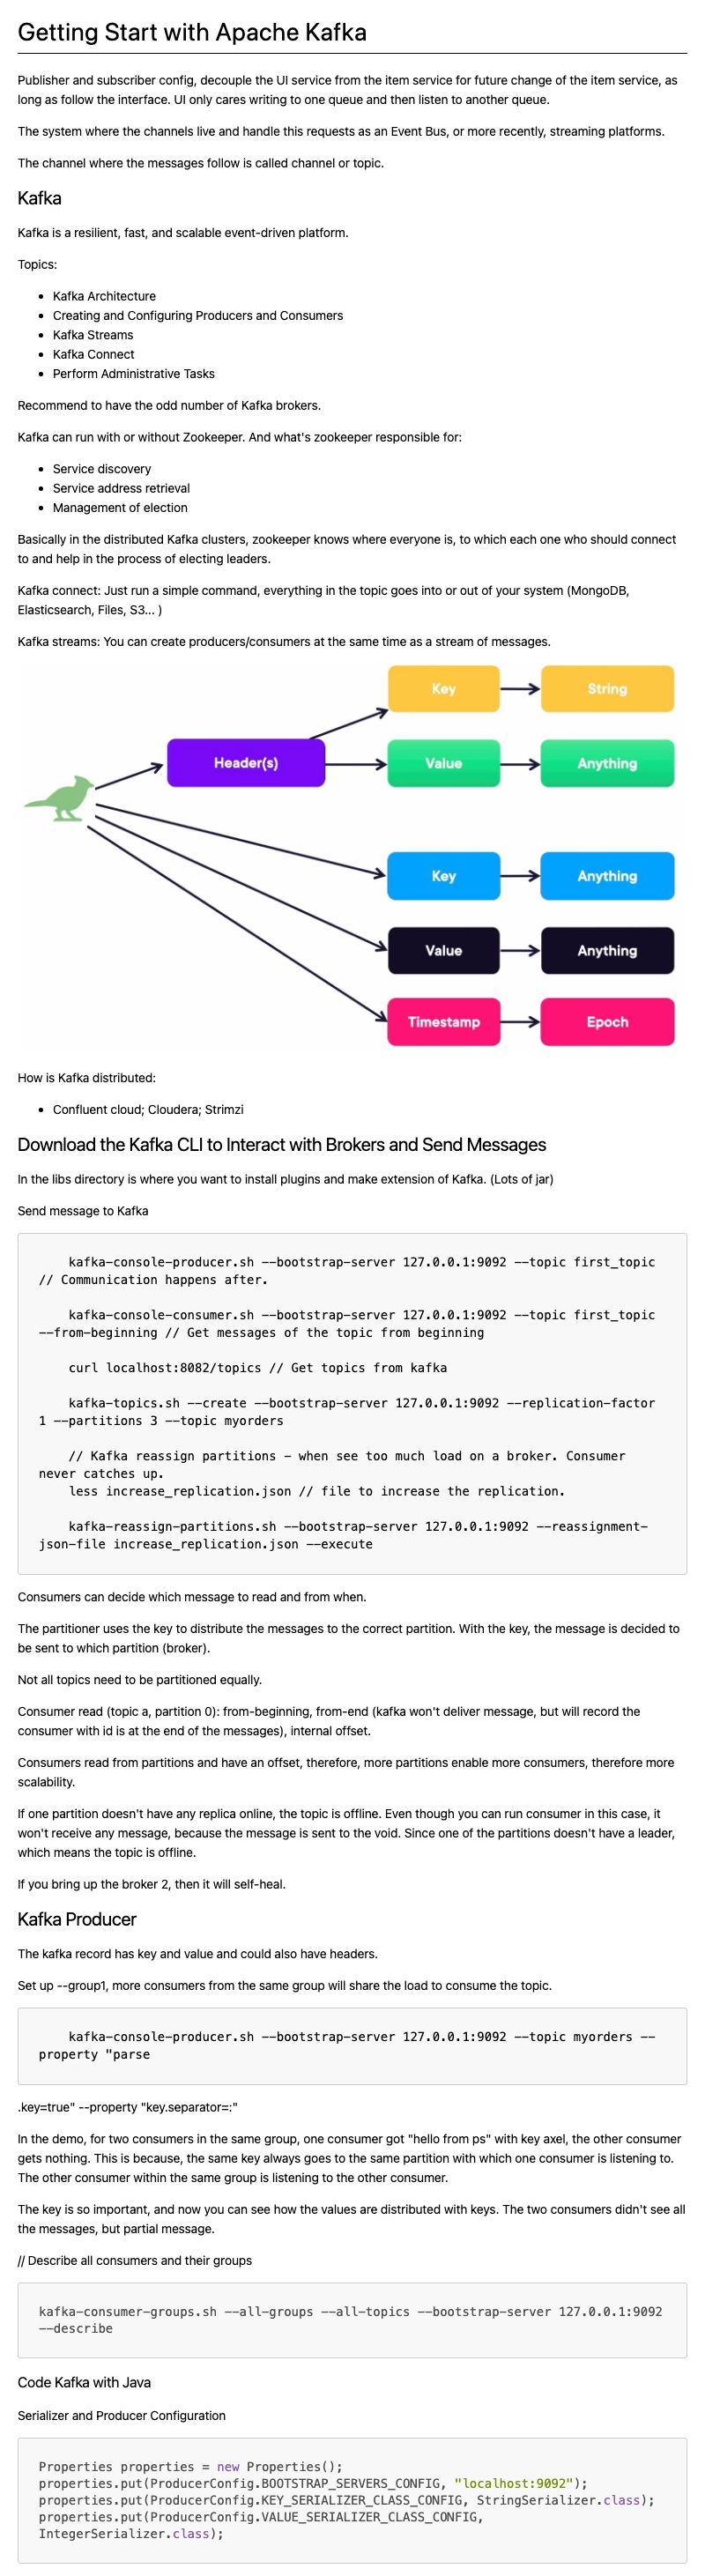 Getting Start with Apache Kafka
Publisher and subscriber config, decouple the UI service from the item service for future change of the item service, as
long as follow the interface. UI only cares writing to one queue and then listen to another queue.
The system where the channels live and handle this requests as an Event Bus, or more recently, streaming platforms.
The channel where the messages follow is called channel or topic.
Kafka
Kafka is a resilient, fast, and scalable event-driven platform.
Topics:
• Kafka Architecture
• Creating and Configuring Producers and Consumers
• Kafka Streams
• Kafka Connect
• Perform Administrative Tasks
Recommend to have the odd number of Kafka brokers.
Kafka can run with or without Zookeeper. And what's zookeeper responsible for:
• Service discovery
• Service address retrieval
• Management of election
Basically in the distributed Kafka clusters, zookeeper knows where everyone is, to which each one who should connect
to and help in the process of electing leaders.
Kafka connect: Just run a simple command, everything in the topic goes into or out of your system (MongoDB,
Elasticsearch, Files, S3... )
Kafka streams: You can create producers/consumers at the same time as a stream of messages.
Key
String
Header(s)
Value
Anything
Key
Anything
Value
Anything
Timestamp
Epoch
How is Kafka distributed:
• Confluent cloud; Cloudera; Strimzi
Download the Kafka CLI to Interact with Brokers and Send Messages
In the libs directory is where you want to install plugins and make extension of Kafka. (Lots of jar)
Send message to Kafka
kafka-console-producer.sh --bootstrap-server 127.0.0.1:9092 --topic first_topic
// Communication happens after.
kafka-console-consumer.sh --bootstrap-server 127.0.0.1:9092 --topic first_topic
--from-beginning // Get messages of the topic from beginning
curl localhost:8082/topics // Get topics from kafka
kafka-topics.sh --create --bootstrap-server 127.0.0.1:9092 --replication-factor
1 --partitions 3 --topic myorders
// Kafka reassign partitions - when see too much load on a broker. Consumer
never catches up.
less increase_replication.json // file to increase the replication.
kafka-reassign-partitions.sh --bootstrap-server 127.0.0.1:9092 --reassignment-
json-file increase_replication.json --execute
Consumers can decide which message to read and from when.
The partitioner uses the key to distribute the messages to the correct partition. With the key, the message is decided to
be sent to which partition (broker).
Not all topics need to be partitioned equally.
Consumer read (topic a, partition 0): from-beginning, from-end (kafka won't deliver message, but will record the
consumer with id is at the end of the messages), internal offset.
Consumers read from partitions and have an offset, therefore, more partitions enable more consumers, therefore more
scalability.
If one partition doesn't have any replica online, the topic is offline. Even though you can run consumer in this case, it
won't receive any message, because the message is sent to the void. Since one of the partitions doesn't have a leader,
which means the topic is offline.
If you bring up the broker 2, then it will self-heal.
Kafka Producer
The kafka record has key and value and could also have headers.
Set up --group1, more consumers from the same group will share the load to consume the topic.
kafka-console-producer.sh --bootstrap-server 127.0.0.1:9092 --topic myorders --
property "parse
.key=true" --property "key.separator=:"
In the demo, for two consumers in the same group, one consumer got "hello from ps" with key axel, the other consumer
gets nothing. This is because, the same key always goes to the same partition with which one consumer is listening to.
The other consumer within the same group is listening to the other consumer.
The key is so important, and now you can see how the values are distributed with keys. The two consumers didn't see all
the messages, but partial message.
// Describe all consumers and their groups
kafka-consumer-groups.sh --all-groups --all-topics --bootstrap-server 127.0.0.1:9092
--describe
Code Kafka with Java
Serializer and Producer Configuration
Properties properties = new Properties();
properties.put(ProducerConfig.BOOTSTRAP_SERVERS_CONFIG, "localhost:9092");
properties.put(ProducerConfig.KEY_SERIALIZER_CLASS_CONFIG, StringSerializer.class);
properties.put(ProducerConfig.VALUE_SERIALIZER_CLASS_CONFIG,
IntegerSerializer.class);